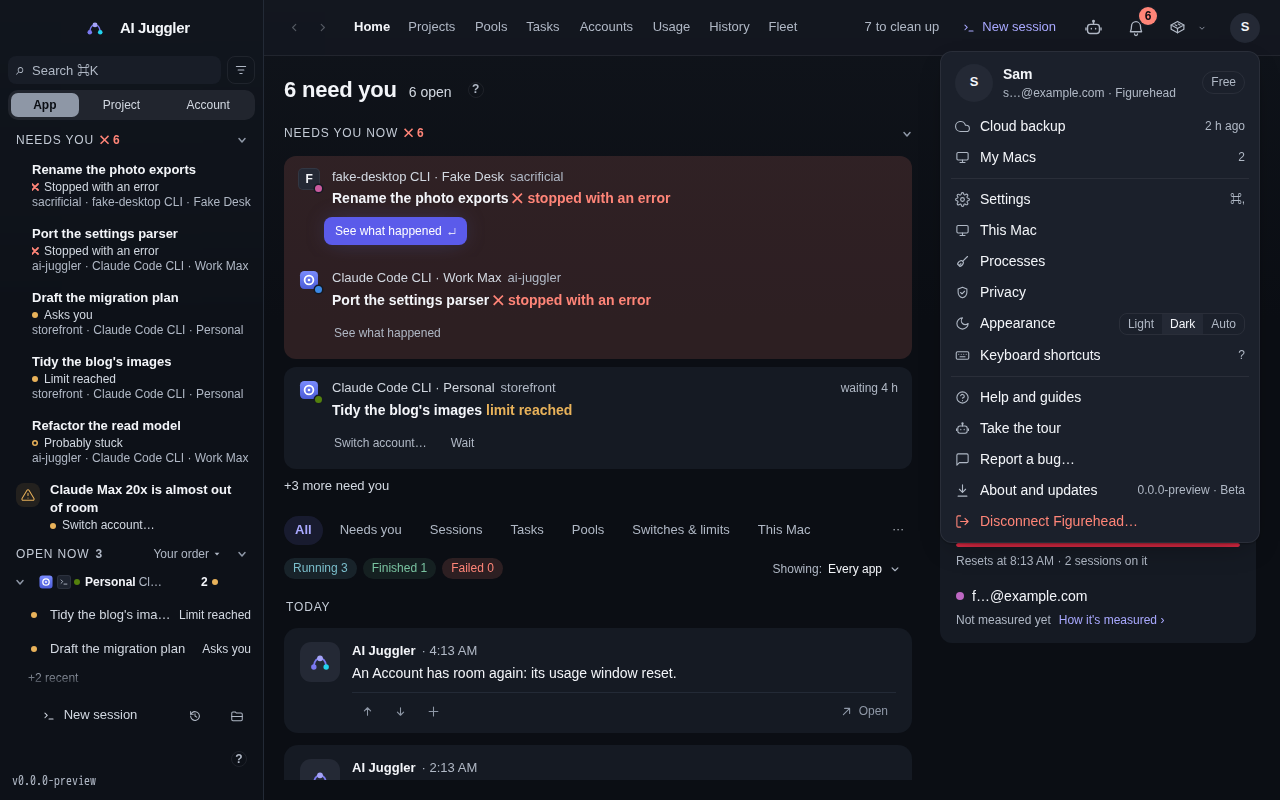 AI Juggler
Search ⌘K
App Project Account
NEEDS YOU 6
Rename the photo exports
Stopped with an error
sacrificial · fake-desktop CLI · Fake Desk
Port the settings parser
Stopped with an error
ai-juggler · Claude Code CLI · Work Max
Draft the migration plan
Asks you
storefront · Claude Code CLI · Personal
Tidy the blog's images
Limit reached
storefront · Claude Code CLI · Personal
Refactor the read model
Probably stuck
ai-juggler · Claude Code CLI · Work Max
Claude Max 20x is almost out
of room
Switch account…
OPEN NOW 3 Your order
Personal Cl… 2
Tidy the blog's ima… Limit reached
Draft the migration plan Asks you
+2 recent
New session
?
v0.0.0-preview
Home Projects Pools Tasks Accounts Usage History Fleet
7 to clean up New session 6 S
6 need you 6 open ?
NEEDS YOU NOW 6
F fake-desktop CLI · Fake Desk sacrificial
Rename the photo exports stopped with an error
See what happened
Claude Code CLI · Work Max ai-juggler
Port the settings parser stopped with an error
See what happened
Claude Code CLI · Personal storefront waiting 4 h
Tidy the blog's images limit reached
Switch account… Wait
+3 more need you
All Needs you Sessions Tasks Pools Switches & limits This Mac ···
Running 3 Finished 1 Failed 0 Showing: Every app
TODAY
AI Juggler · 4:13 AM
An Account has room again: its usage window reset.
Open
AI Juggler · 2:13 AM
S Sam Free
s…@example.com · Figurehead
Cloud backup 2 h ago
My Macs 2
Settings ⌘,
This Mac
Processes
Privacy
Appearance Light Dark Auto
Keyboard shortcuts ?
Help and guides
Take the tour
Report a bug…
About and updates 0.0.0-preview · Beta
Disconnect Figurehead…
Resets at 8:13 AM · 2 sessions on it
f…@example.com
Not measured yet How it's measured ›